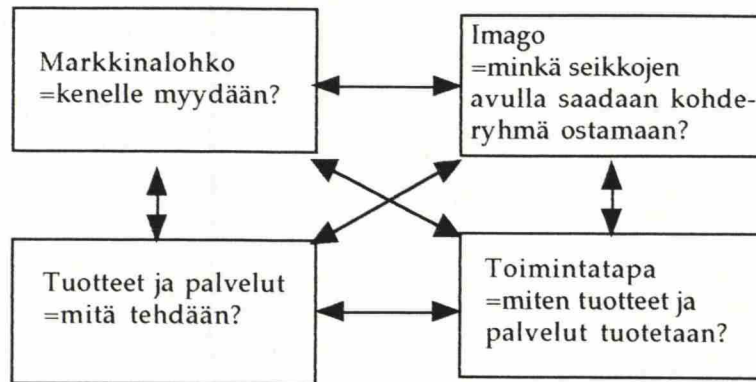 Markkinalohko
=kenelle myydään?
Imago
=minkä seikkojen
avulla saadaan kohde-
ryhmä ostamaan?
Tuotteet ja palvelut
=mitä tehdään?
Toimintatapa
=miten tuotteet ja
palvelut tuotetaan?